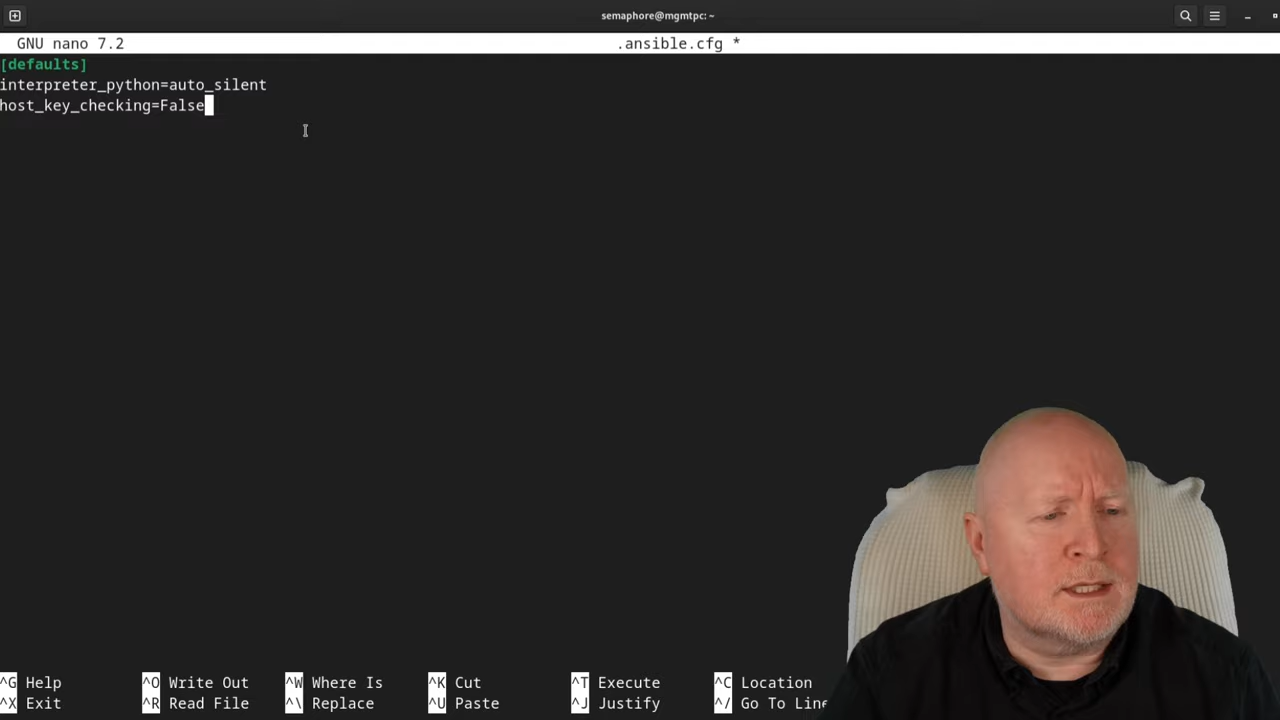 semaphore@mgmtpc: ~
GNU nano 7.2 .ansible.cfg *
[defaults]
interpreter_python=auto_silent
host_key_checking=False
^G Help ^O Write Out ^W Where Is ^K Cut ^T Execute ^C Location
^X Exit ^R Read File ^\ Replace ^U Paste ^J Justify ^/ Go To Line